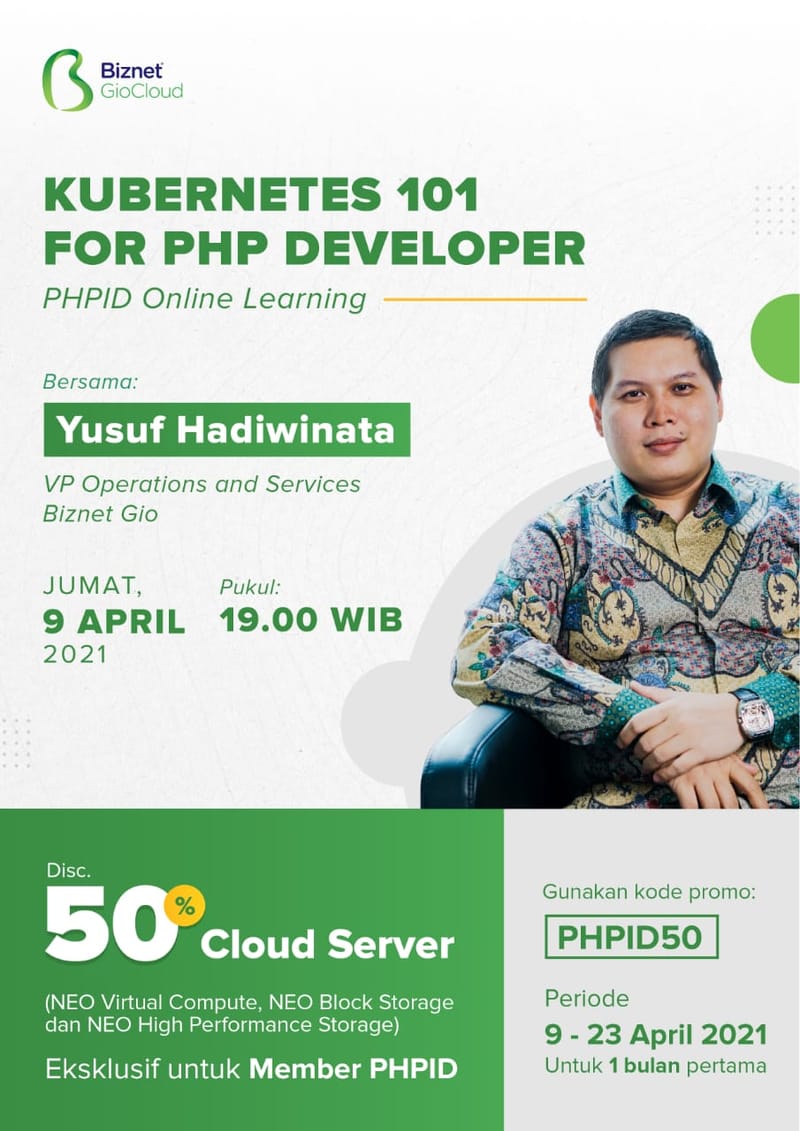 Biznet
GioCloud
KUBERNETES 101
FOR PHP DEVELOPER
PHPID Online Learning
Bersama:
Yusuf Hadiwinata
VP Operations and Services
Biznet Gio
JUMAT,
9 APRIL
2021
Pukul:
19.00 WIB
Disc.
50%
Cloud Server
(NEO Virtual Compute, NEO Block Storage
dan NEO High Performance Storage)
Eksklusif untuk Member PHPID
Gunakan kode promo:
PHPID50
Periode
9 - 23 April 2021
Untuk 1 bulan pertama